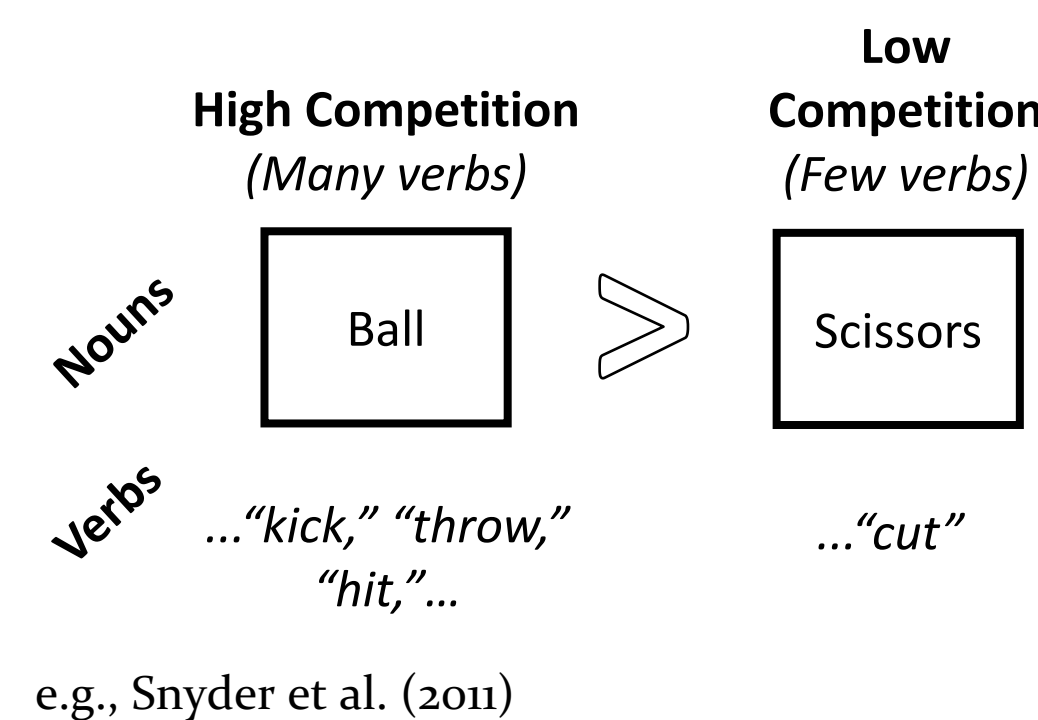 High Competition
(Many verbs)
Low
Competition
(Few verbs)
Nouns
Ball
>
Scissors
Verbs
...“kick,” “throw,”
“hit,”...
...“cut”
e.g., Snyder et al. (2011)